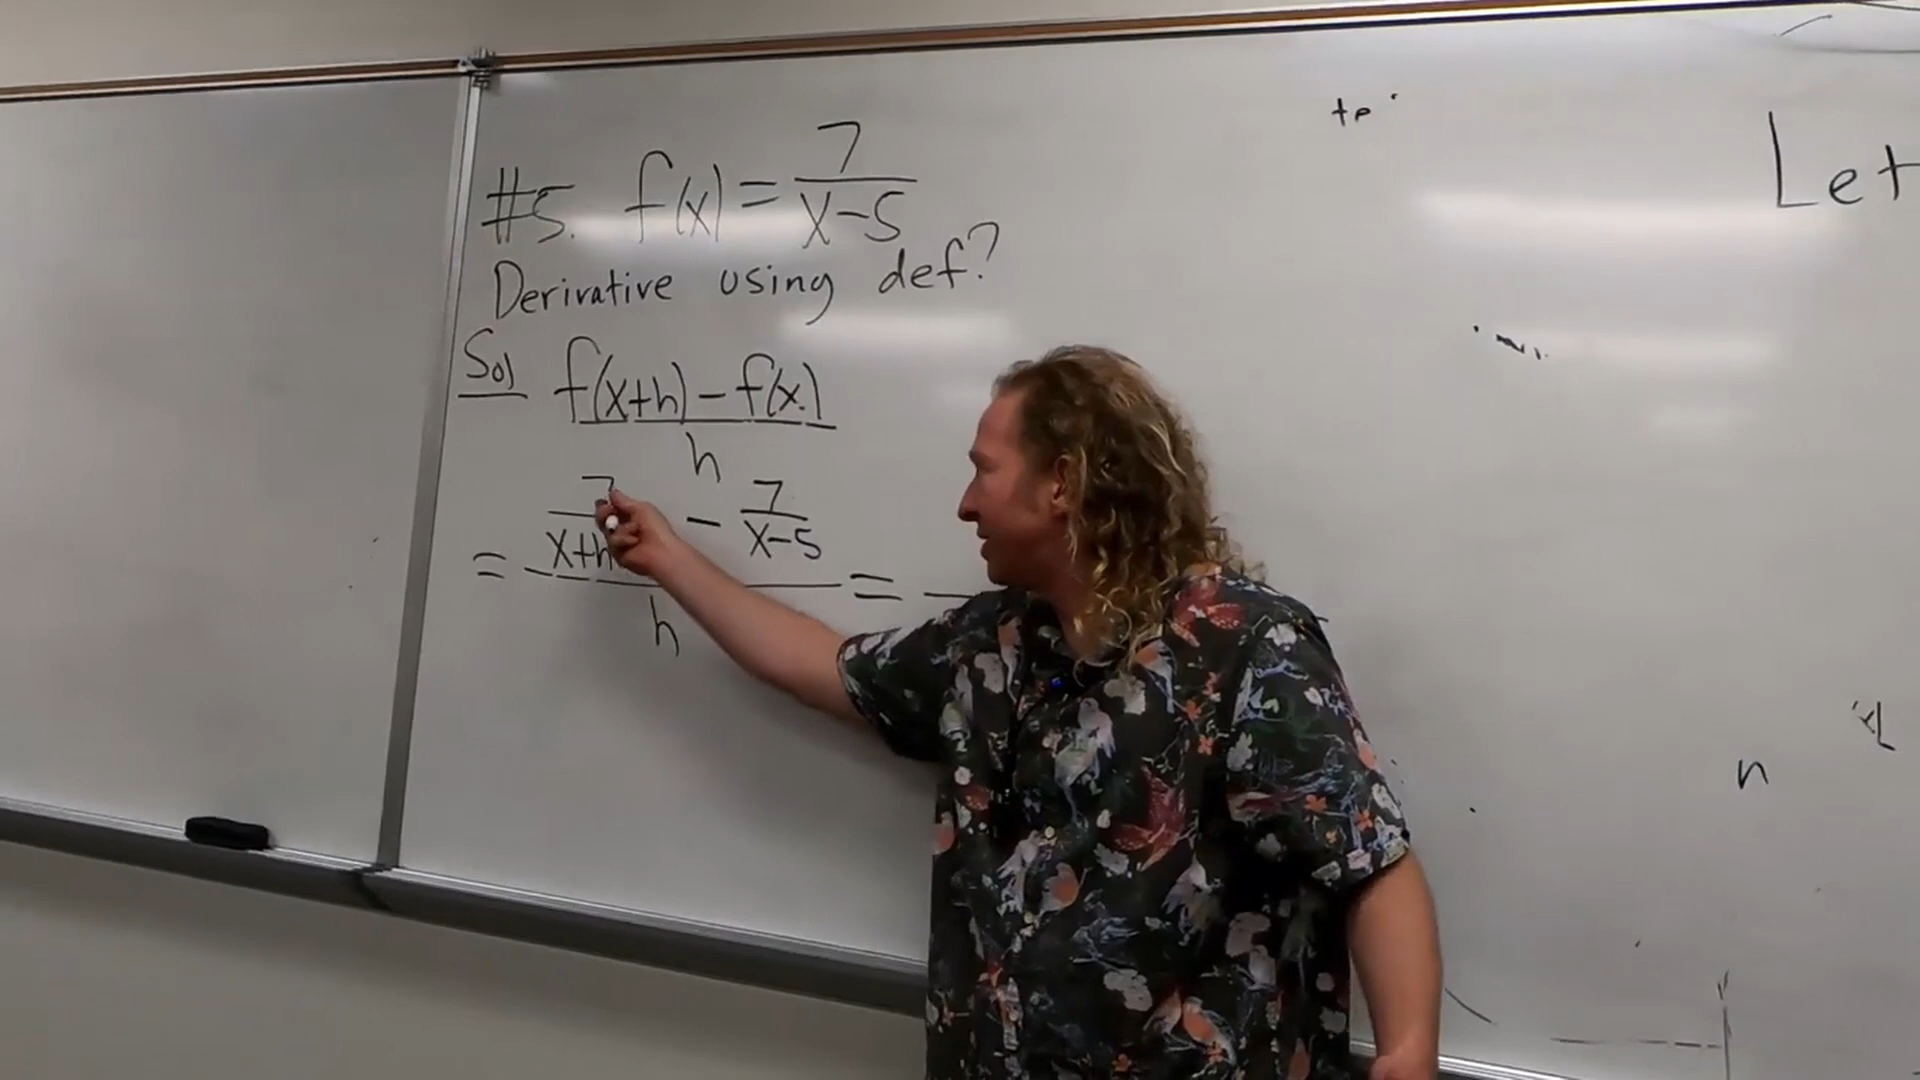 #5. f(x) = 7/(x-5)
Derivative using def?
Sol f(x+h) - f(x)
h
7 - 7
= x+h x-5 =
h
Let
n